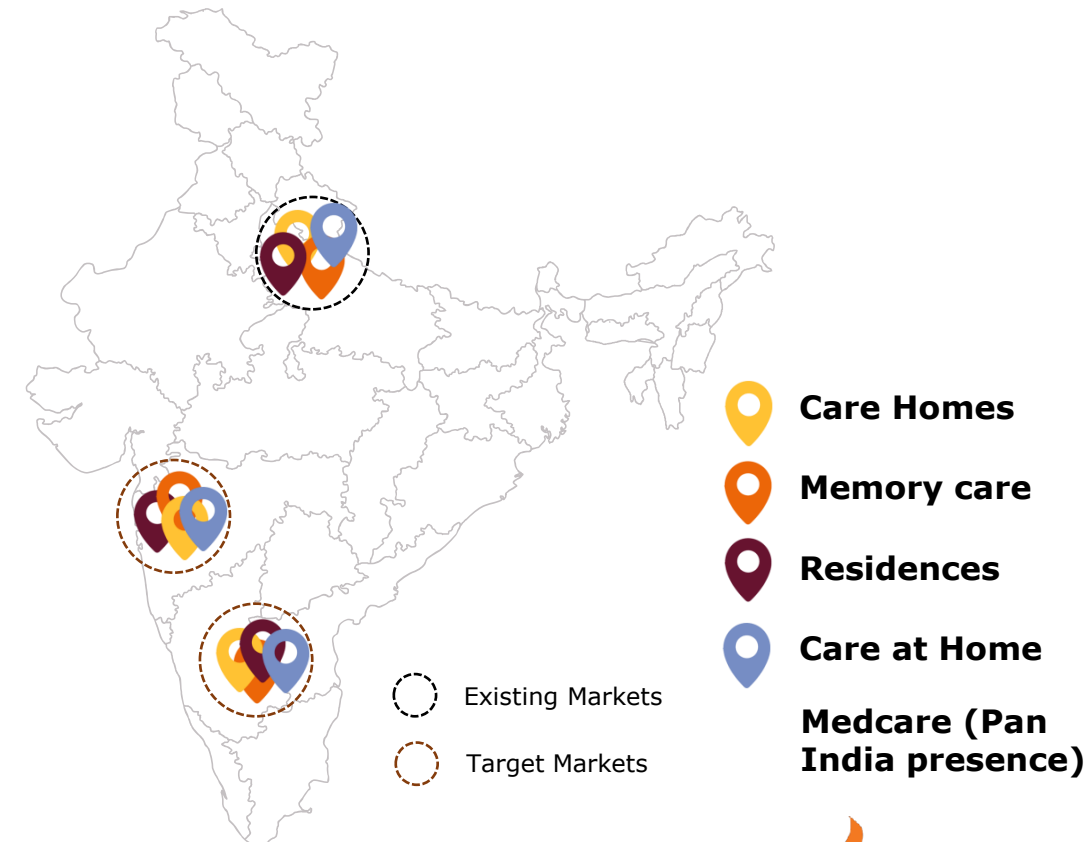 Care Homes
Memory care
Residences
Care at Home
Medcare (Pan
India presence)
Existing Markets
Target Markets